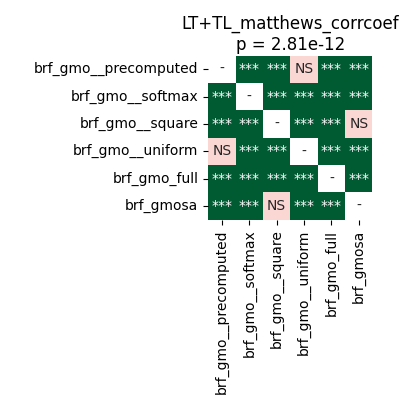 LT+TL_matthews_corrcoef
p = 2.81e-12
brf_gmo__precomputed - *** *** NS *** ***
brf_gmo__softmax *** - *** *** *** ***
brf_gmo__square *** *** - *** *** NS
brf_gmo__uniform NS *** *** - *** ***
brf_gmo_full *** *** *** *** - ***
brf_gmosa *** *** NS *** *** -
brf_gmo__precomputed
brf_gmo__softmax
brf_gmo__square
brf_gmo__uniform
brf_gmo_full
brf_gmosa